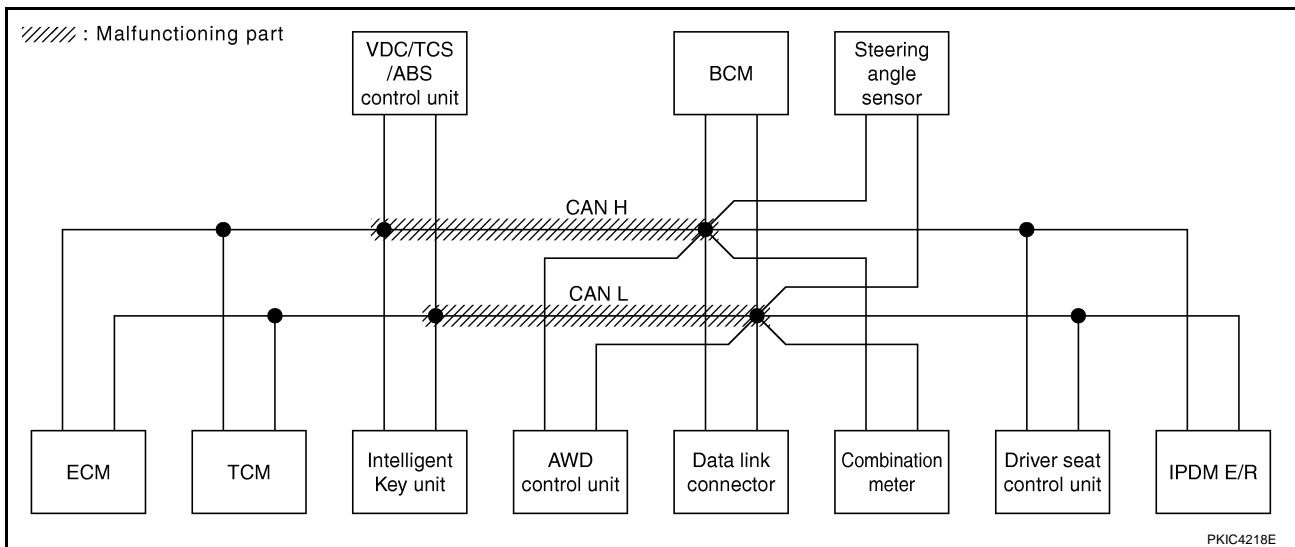 : Malfunctioning part
VDC/TCS
/ABS
control unit
BCM
Steering
angle
sensor
CAN H
CAN L
ECM
TCM
Intelligent
Key unit
AWD
control unit
Data link
connector
Combination
meter
Driver seat
control unit
IPDM E/R
PKIC4218E